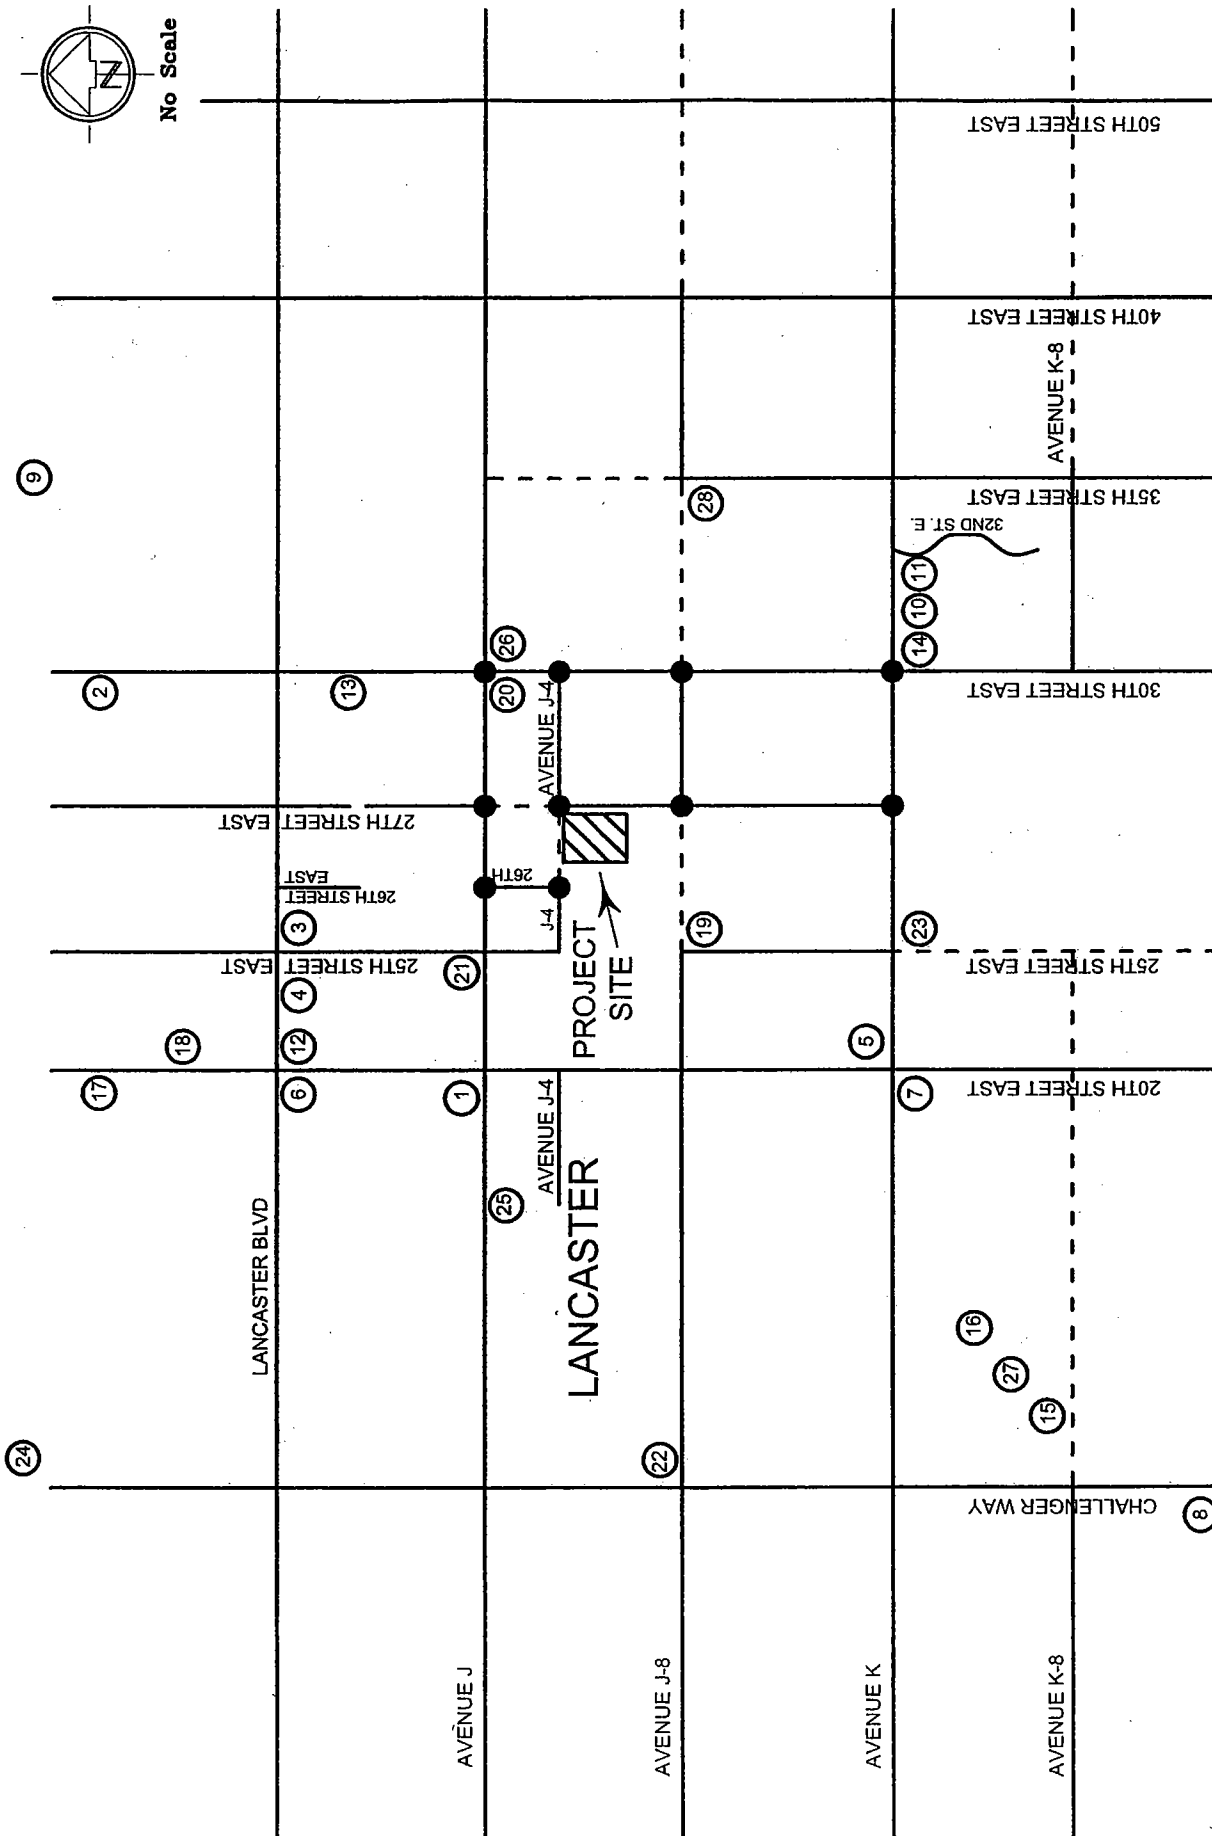 N
No Scale
50TH STREET EAST
40TH STREET EAST
AVENUE K-8
35TH STREET EAST
32ND ST. E.
30TH STREET EAST
27TH STREET EAST
26TH STREET
EAST
26TH
25TH STREET EAST
25TH STREET EAST
20TH STREET EAST
CHALLENGER WAY
AVENUE J-4
J-4
AVENUE J-4
PROJECT
SITE
LANCASTER
LANCASTER BLVD
AVENUE J
AVENUE J-8
AVENUE K
AVENUE K-8
9
28
11
10
14
26
20
2
13
3
4
12
6
18
17
21
1
19
23
5
7
25
16
27
15
22
24
8